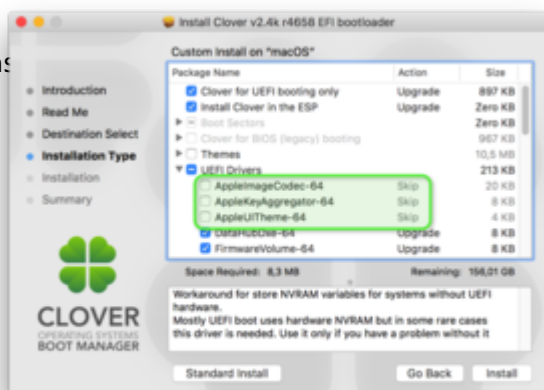 Install Clover v2.4k r4658 EFI bootloader
Custom Install on "macOS"
Package Name Action Size
Clover for UEFI booting only Upgrade 897 KB
Install Clover in the ESP Upgrade Zero KB
Boot Sectors Zero KB
Clover for BIOS (legacy) booting 967 KB
Themes 10,5 MB
UEFI Drivers 213 KB
AppleImageCodec-64 Skip 20 KB
AppleKeyAggregator-64 Skip 8 KB
AppleUITheme-64 Skip 4 KB
DataHubDxe-64 Upgrade 8 KB
FirmwareVolume-64 Upgrade 8 KB
Space Required: 8,3 MB Remaining: 156,01 GB
Workaround for store NVRAM variables for systems without UEFI
hardware.
Mostly UEFI boot uses hardware NVRAM but in some rare cases
this driver is needed. Use it only if you have a problem without it
Introduction
Read Me
Destination Select
Installation Type
Installation
Summary
CLOVER
OPERATING SYSTEMS
BOOT MANAGER
Standard Install Go Back Install